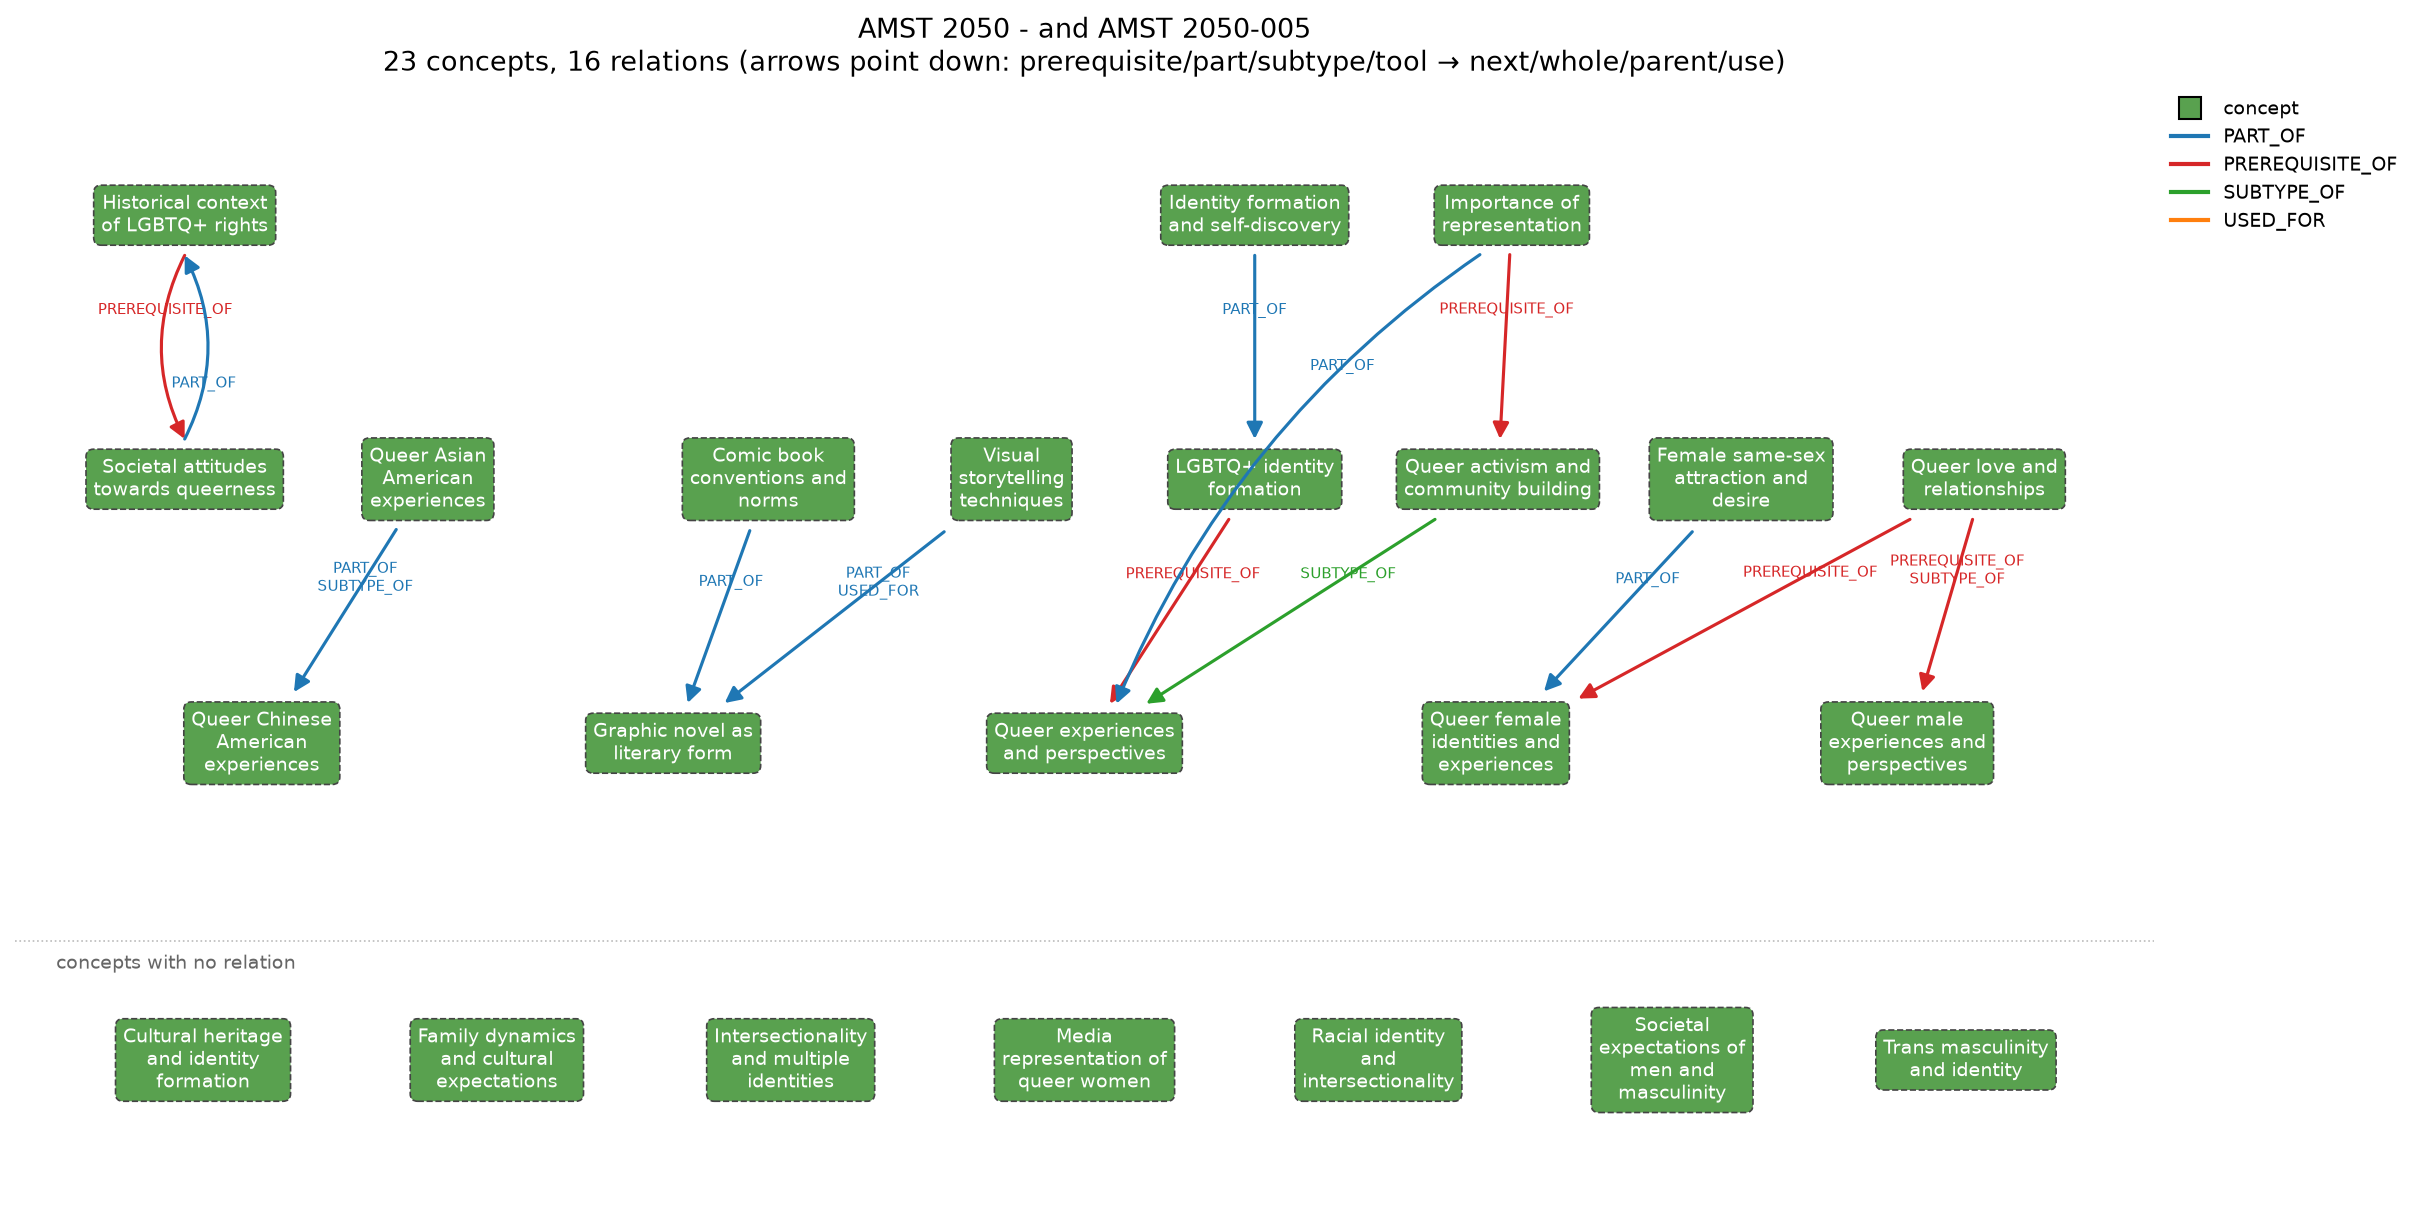 AMST 2050 - and AMST 2050-005
23 concepts, 16 relations (arrows point down: prerequisite/part/subtype/tool → next/whole/parent/use)
concept
PART_OF
PREREQUISITE_OF
SUBTYPE_OF
USED_FOR
Historical context
of LGBTQ+ rights
Identity formation
and self-discovery
Importance of
representation
PREREQUISITE_OF
PART_OF
PART_OF
PREREQUISITE_OF
PART_OF
Societal attitudes
towards queerness
Queer Asian
American
experiences
Comic book
conventions and
norms
Visual
storytelling
techniques
LGBTQ+ identity
formation
Queer activism and
community building
Female same-sex
attraction and
desire
Queer love and
relationships
PART_OF
SUBTYPE_OF
PART_OF
PART_OF
USED_FOR
PREREQUISITE_OF
SUBTYPE_OF
PART_OF
PREREQUISITE_OF
PREREQUISITE_OF
SUBTYPE_OF
Queer Chinese
American
experiences
Graphic novel as
literary form
Queer experiences
and perspectives
Queer female
identities and
experiences
Queer male
experiences and
perspectives
concepts with no relation
Cultural heritage
and identity
formation
Family dynamics
and cultural
expectations
Intersectionality
and multiple
identities
Media
representation of
queer women
Racial identity
and
intersectionality
Societal
expectations of
men and
masculinity
Trans masculinity
and identity